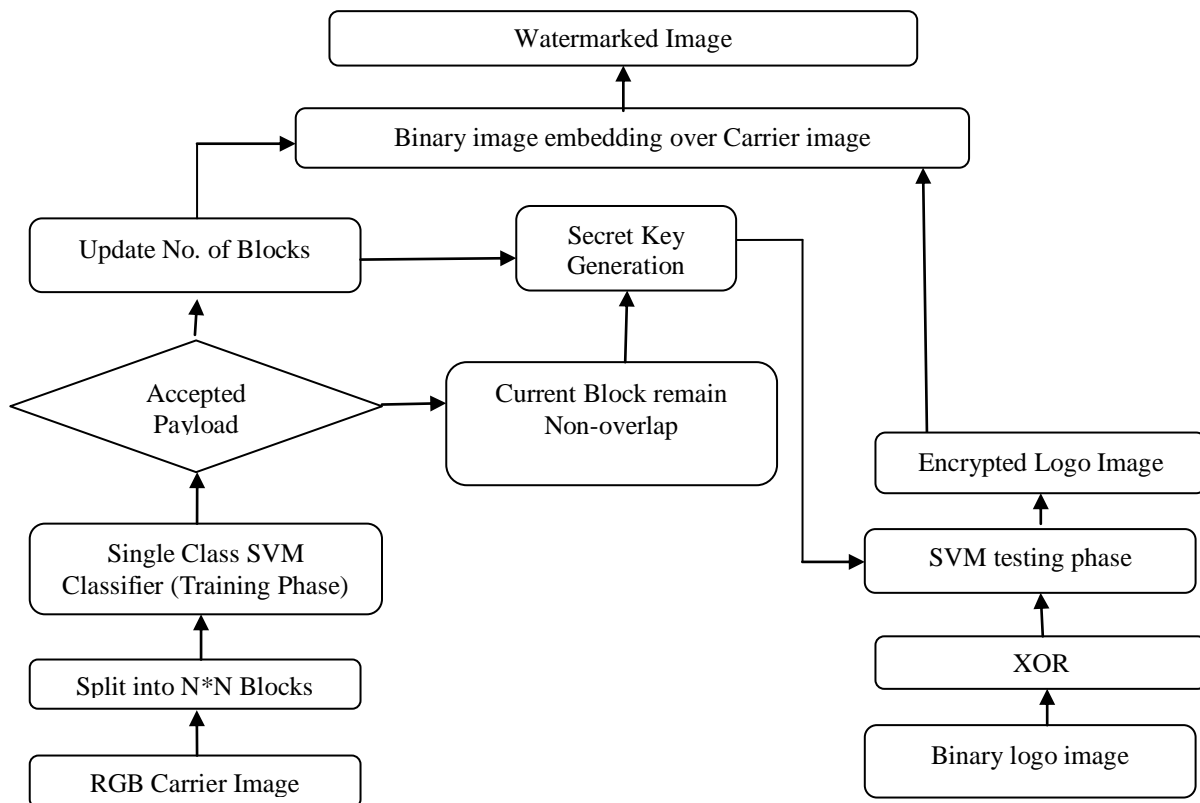 Watermarked Image
Binary image embedding over Carrier image
Update No. of Blocks
Secret Key
Generation
Accepted
Payload
Current Block remain
Non-overlap
Encrypted Logo Image
Single Class SVM
Classifier (Training Phase)
SVM testing phase
Split into N*N Blocks
XOR
RGB Carrier Image
Binary logo image